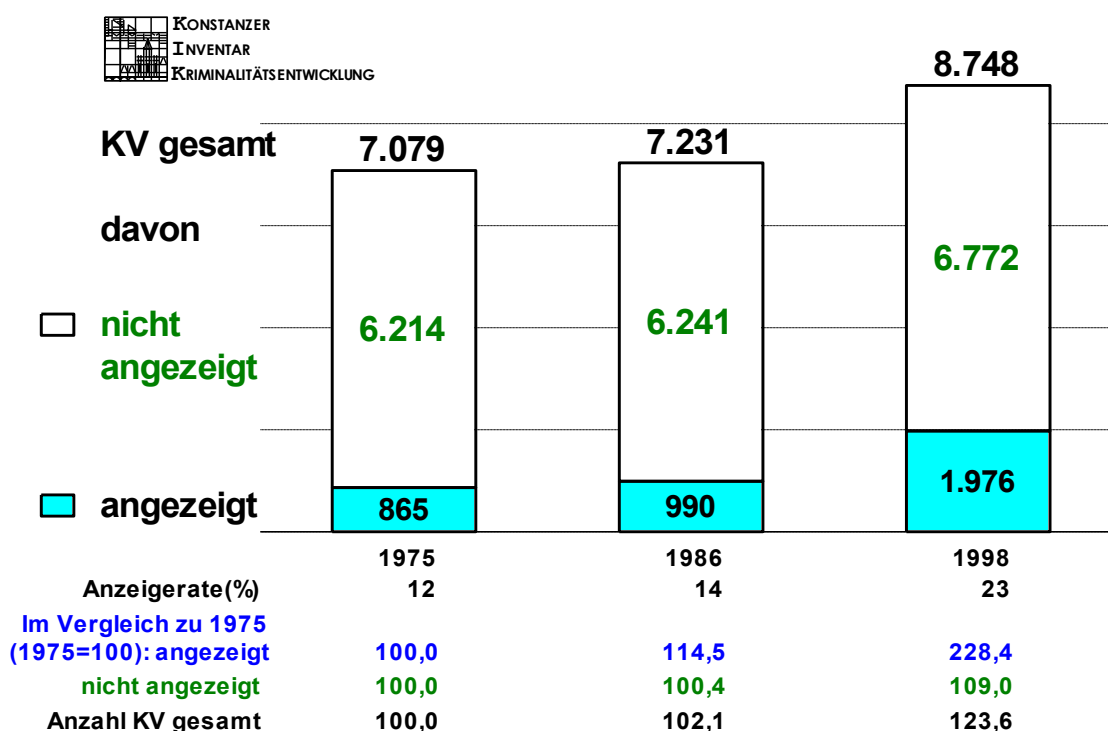 KONSTANZER
INVENTAR
KRIMINALITÄTSENTWICKLUNG
8.748
KV gesamt 7.079 7.231
davon
6.772
nicht 6.214 6.241
angezeigt
angezeigt 865 990 1.976
1975 1986 1998
Anzeigerate(%) 12 14 23
Im Vergleich zu 1975
(1975=100): angezeigt 100,0 114,5 228,4
nicht angezeigt 100,0 100,4 109,0
Anzahl KV gesamt 100,0 102,1 123,6